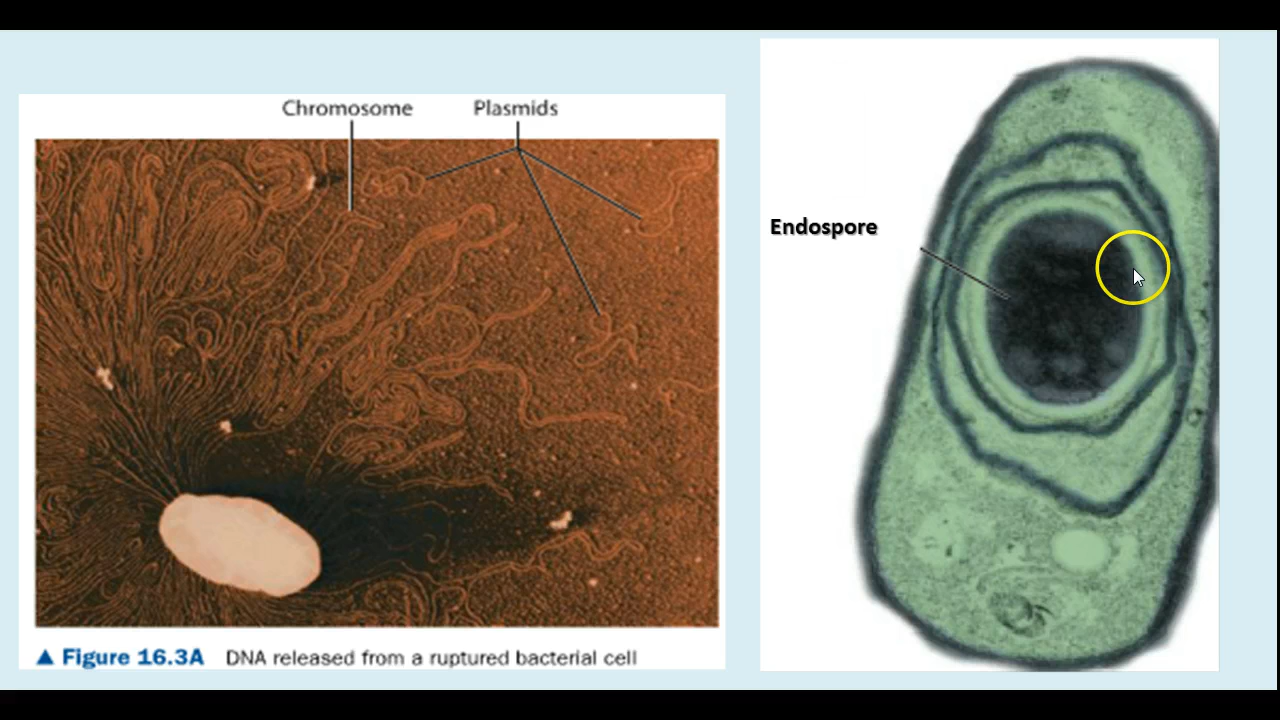 Chromosome
Plasmids
▲ Figure 16.3A DNA released from a ruptured bacterial cell
Endospore